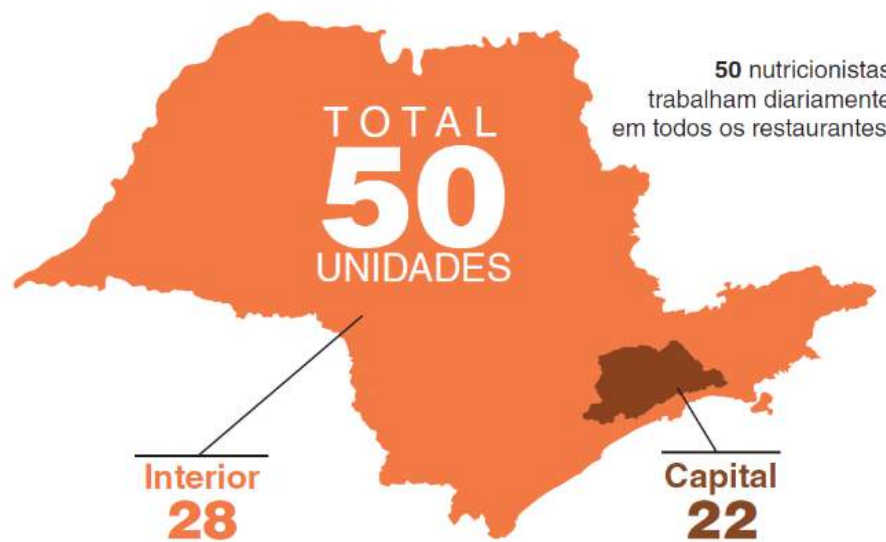 50 nutricionistas
trabalham diariamente
em todos os restaurantes
TOTAL
50
UNIDADES
Interior
28
Capital
22